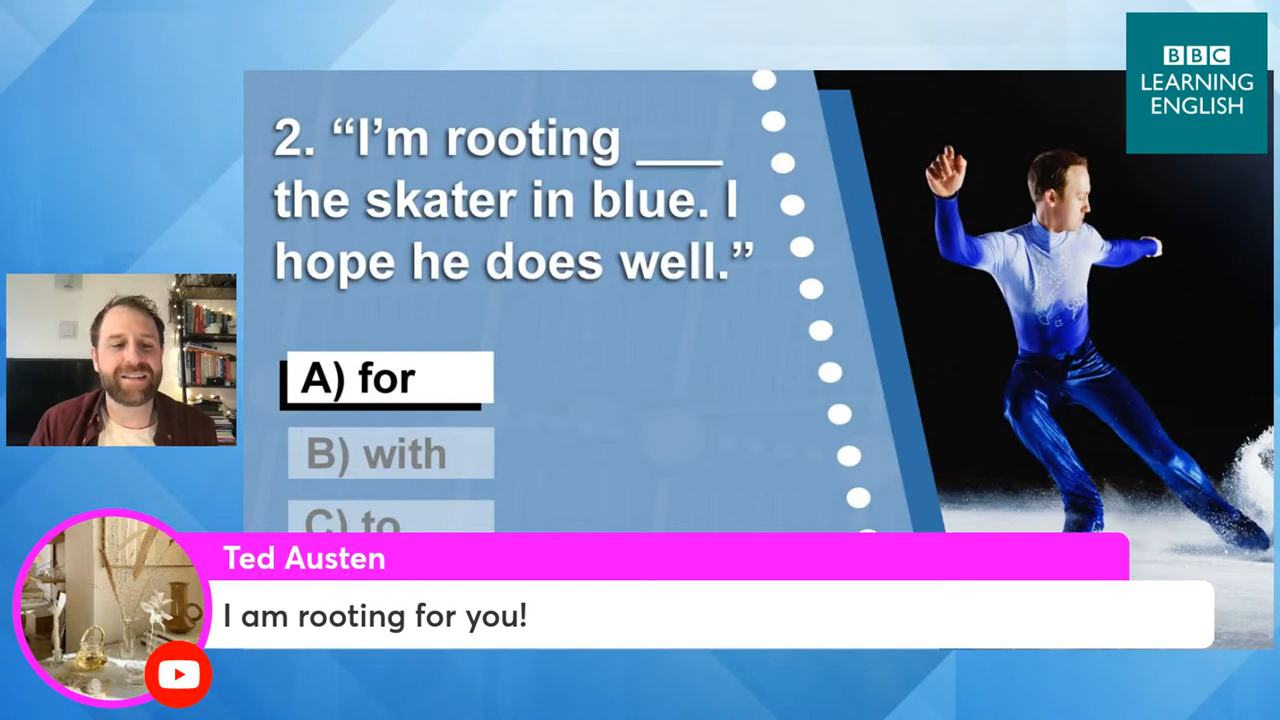 BBC
LEARNING
ENGLISH
2. “I’m rooting ___
the skater in blue. I
hope he does well.”
A) for
B) with
C) to
Ted Austen
I am rooting for you!